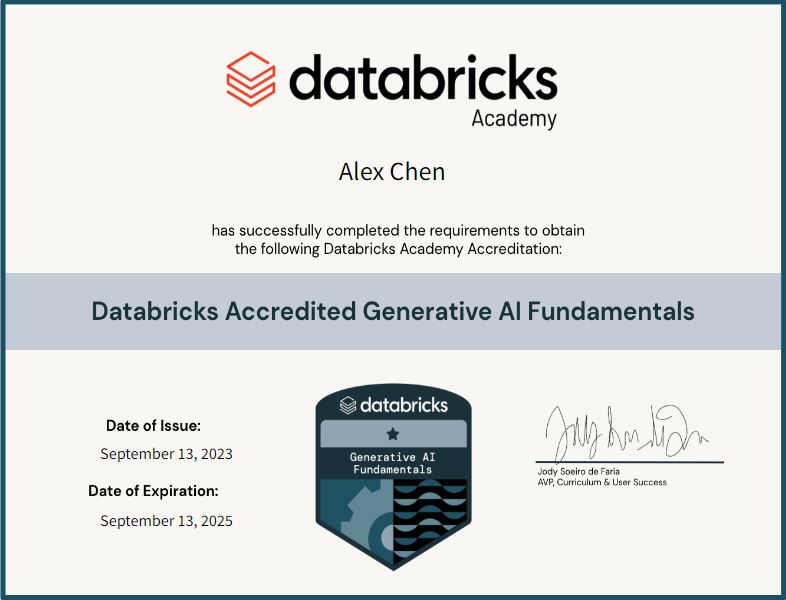 databricks
Academy
Alex Chen
has successfully completed the requirements to obtain
the following Databricks Academy Accreditation:
Databricks Accredited Generative AI Fundamentals
Date of Issue:
September 13, 2023
Date of Expiration:
September 13, 2025
databricks
Generative AI
Fundamentals
Jody Soeiro de Faria
AVP, Curriculum & User Success